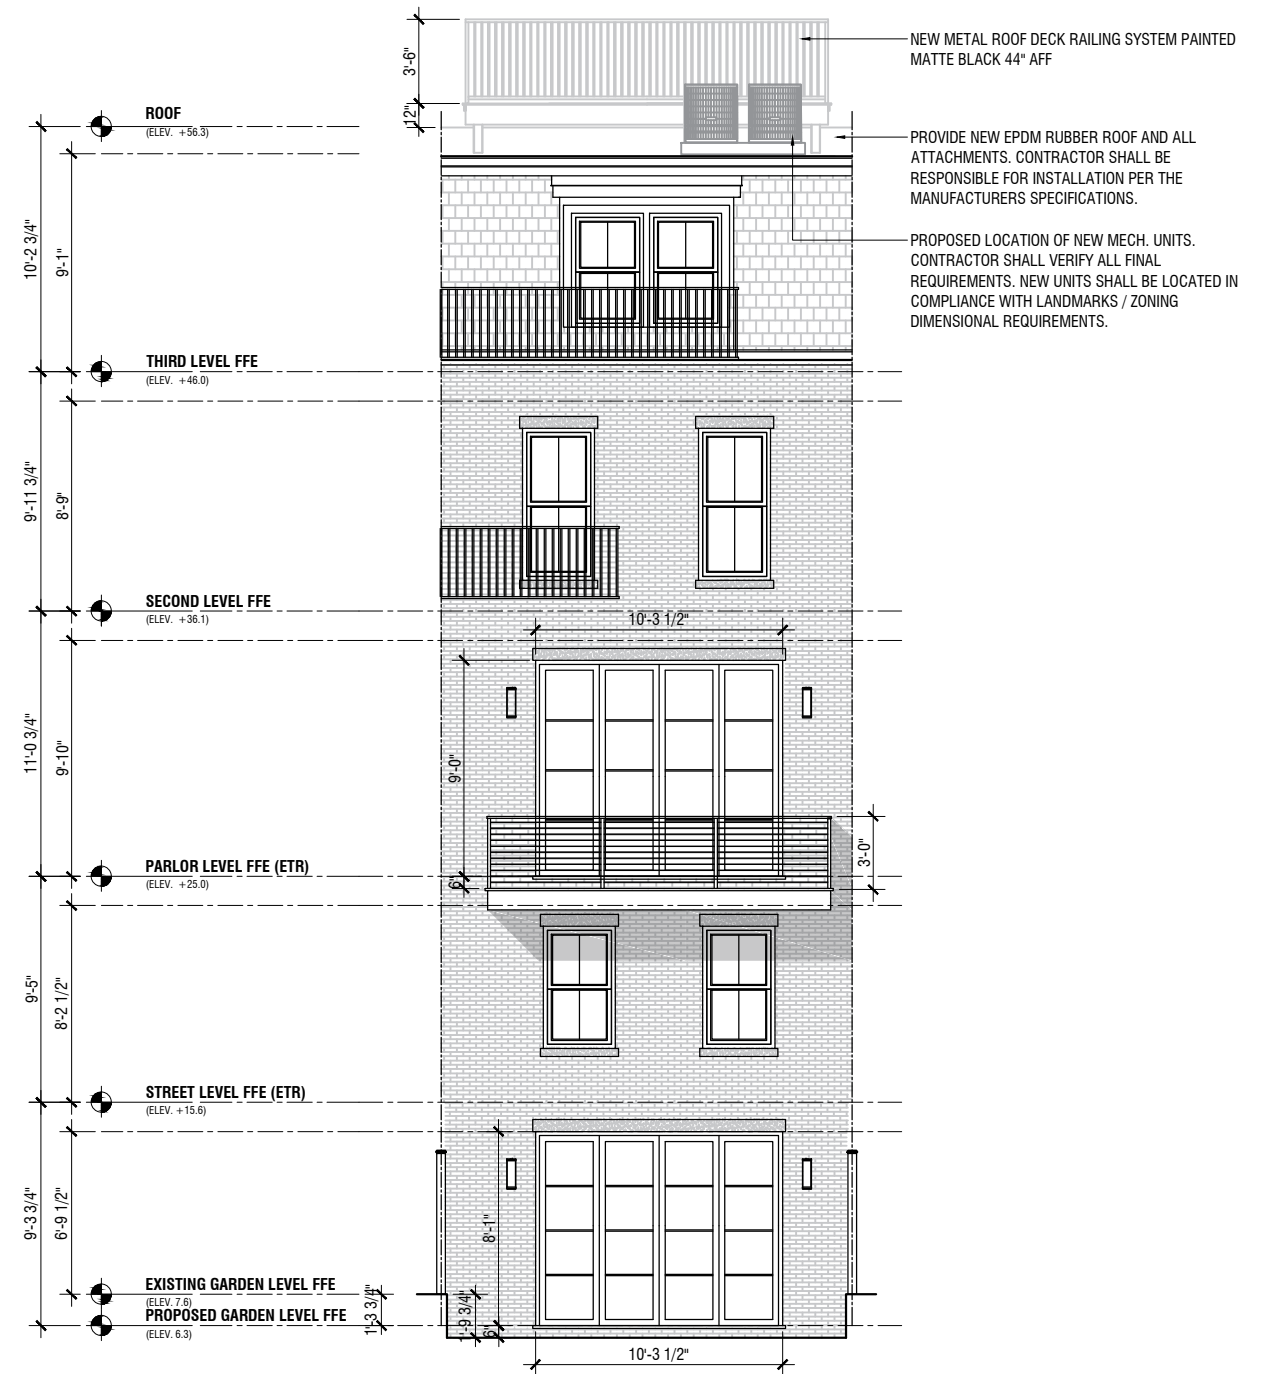 3'-6"
12"
NEW METAL ROOF DECK RAILING SYSTEM PAINTED
MATTE BLACK 44" AFF
ROOF
(ELEV. +56.3)
PROVIDE NEW EPDM RUBBER ROOF AND ALL
ATTACHMENTS. CONTRACTOR SHALL BE
RESPONSIBLE FOR INSTALLATION PER THE
MANUFACTURERS SPECIFICATIONS.
10'-2 3/4"
9'-1"
PROPOSED LOCATION OF NEW MECH. UNITS.
CONTRACTOR SHALL VERIFY ALL FINAL
REQUIREMENTS. NEW UNITS SHALL BE LOCATED IN
COMPLIANCE WITH LANDMARKS / ZONING
DIMENSIONAL REQUIREMENTS.
THIRD LEVEL FFE
(ELEV. +46.0)
9'-11 3/4"
8'-9"
SECOND LEVEL FFE
(ELEV. +36.1)
10'-3 1/2"
11'-0 3/4"
9'-10"
9'-0"
3'-0"
PARLOR LEVEL FFE (ETR)
(ELEV. +25.0)
6"
9'-5"
8'-2 1/2"
STREET LEVEL FFE (ETR)
(ELEV. +15.6)
9'-3 3/4"
6'-9 1/2"
8'-1"
EXISTING GARDEN LEVEL FFE
(ELEV. 7.6)
PROPOSED GARDEN LEVEL FFE
(ELEV. 6.3)
1'-3 3/4"
1'-9 3/4"
6"
10'-3 1/2"